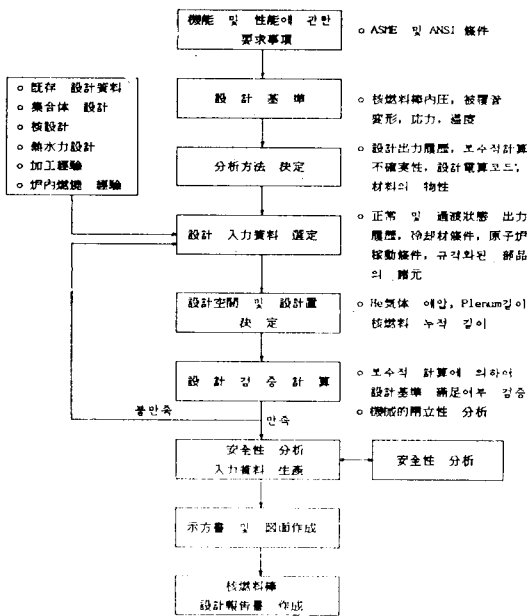 機能 및 性能에 관한
要求事項
o ASME 및 ANSI 條件
o 既存 設計資料
o 集合体 設計
o 核設計
o 熱水力設計
o 加工經驗
o 炉内燃燒 經驗
設 計 基 準
o 核燃料棒内圧, 被覆管
変形, 応力, 温度
分析方法 決定
o 設計出力履歷, 보수적計算
不確実性, 設計電算코드,
材料의 物性
設計 入力資料 選定
o 正常 및 過渡狀態 出力
履歷, 冷却材條件, 原子炉
稼動條件, 규격화된 部品
의 諸元
設計空間 및 設計置
決 定
o He気体 예압, Plenum길이
核燃料 누적 길이
設 計 검 증 計 算
o 보수적 計算에 의하여
設計基準 滿足여부 검증
o 機械的 兩立性 分析
불만족
만족
安全性 分析
入力資料 生産
安全性 分析
示方書 및 図面作成
核燃料棒
設計報告書 作成